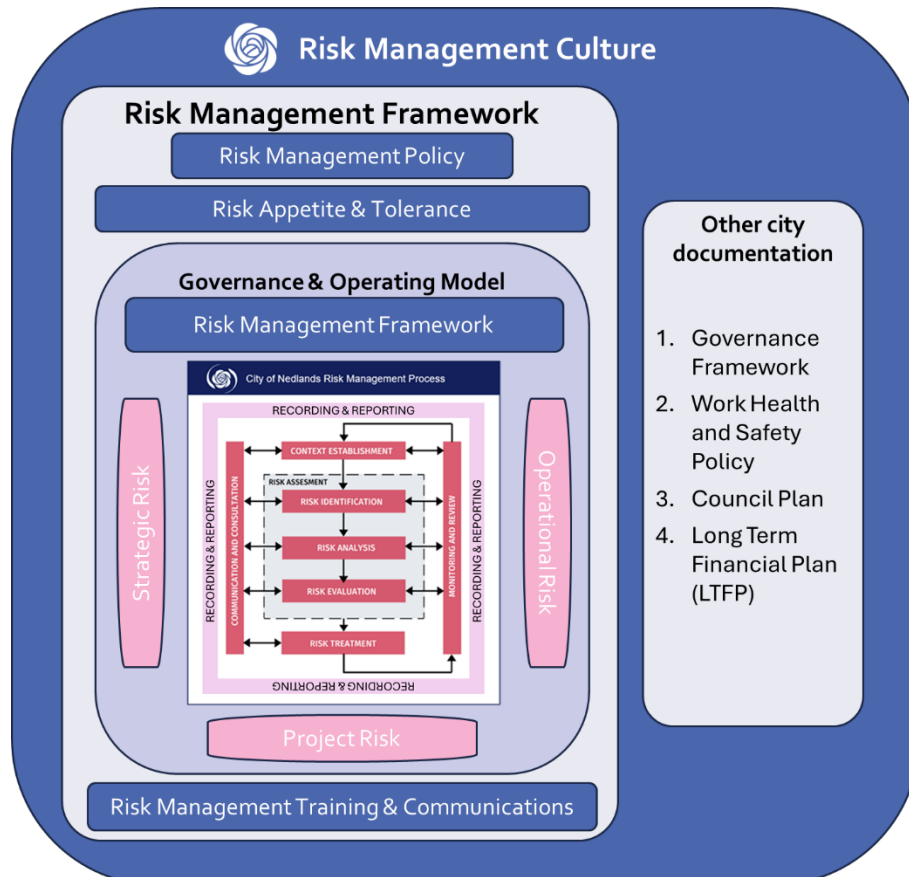 Risk Management Culture
Risk Management Framework
Risk Management Policy
Risk Appetite & Tolerance
Governance & Operating Model
Risk Management Framework
City of Nedlands Risk Management Process
RECORDING & REPORTING
CONTEXT ESTABLISHMENT
RISK ASSESMENT
RISK IDENTIFICATION
RISK ANALYSIS
RISK EVALUATION
RISK TREATMENT
COMMUNICATION AND CONSULTATION
MONITORING AND REVIEW
RECORDING & REPORTING
RECORDING & REPORTING
RECORDING & REPORTING
Strategic Risk
Operational Risk
Project Risk
Risk Management Training & Communications
Other city
documentation
1. Governance
Framework
2. Work Health
and Safety
Policy
3. Council Plan
4. Long Term
Financial Plan
(LTFP)